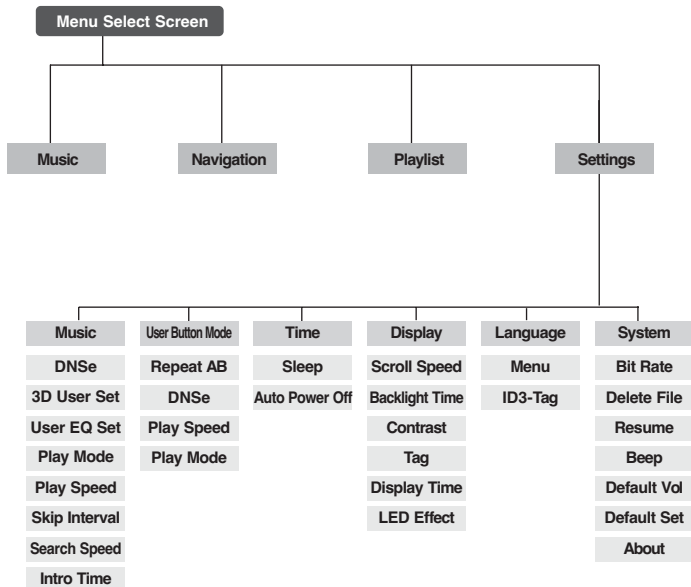 Menu Select Screen
Music
Navigation
Playlist
Settings
Music
DNSe
3D User Set
User EQ Set
Play Mode
Play Speed
Skip Interval
Search Speed
Intro Time
User Button Mode
Repeat AB
DNSe
Play Speed
Play Mode
Time
Sleep
Auto Power Off
Display
Scroll Speed
Backlight Time
Contrast
Tag
Display Time
LED Effect
Language
Menu
ID3-Tag
System
Bit Rate
Delete File
Resume
Beep
Default Vol
Default Set
About